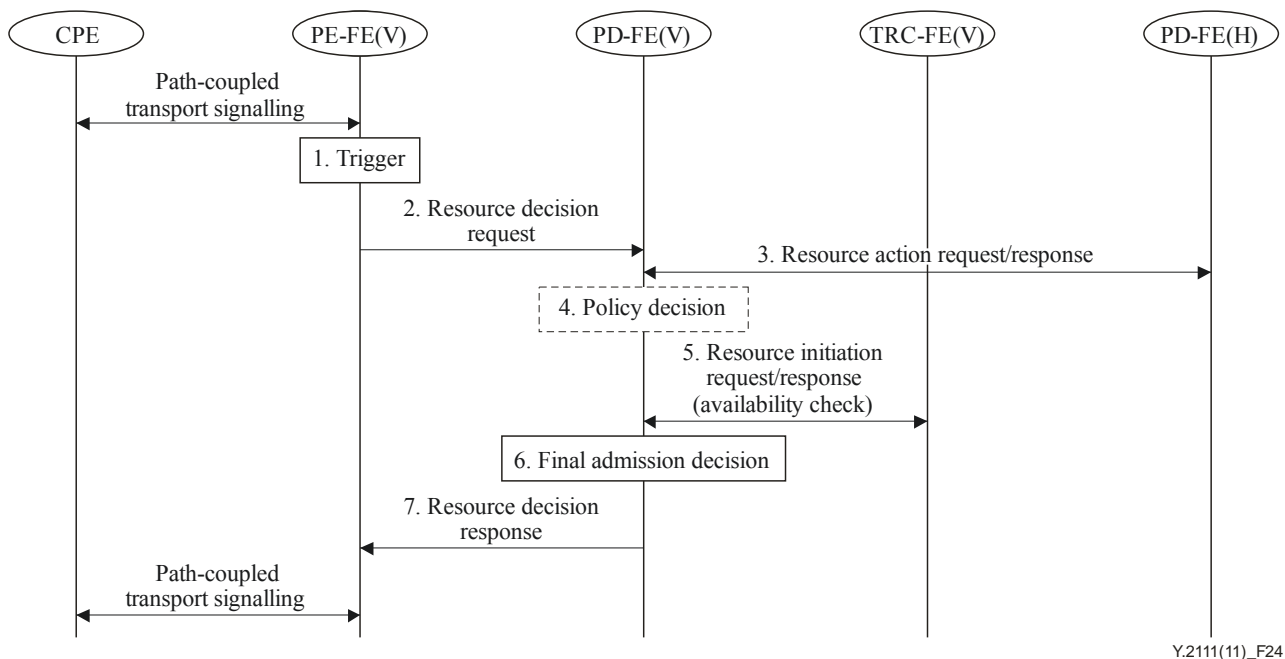 CPE
PE-FE(V)
PD-FE(V)
TRC-FE(V)
PD-FE(H)
Path-coupled
transport signalling
1. Trigger
2. Resource decision
request
3. Resource action request/response
4. Policy decision
5. Resource initiation
request/response
(availability check)
6. Final admission decision
7. Resource decision
response
Path-coupled
transport signalling
Y.2111(11)_F24